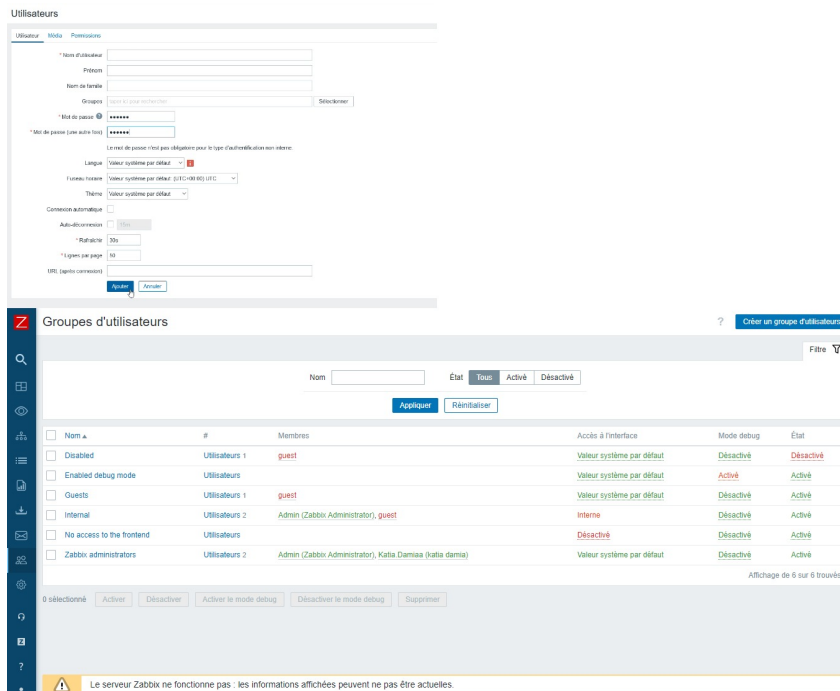 Utilisateurs
Utilisateur Média Permissions
* Nom d'utilisateur
Prénom
Nom de famille
Groupes Sélectionner
* Mot de passe ?
* Mot de passe (une autre fois)
Le mot de passe n'est pas obligatoire pour le type d'authentification non interne.
Langue Valeur système par défaut
Fuseau horaire Valeur système par défaut: (UTC+00:00) UTC
Thème Valeur système par défaut
Connexion automatique
Auto-déconnexion
* Rafraîchir 30s
* Lignes par page 50
URL (après connexion)
Ajouter Annuler
Z Groupes d'utilisateurs ? Créer un groupe d'utilisateurs
Filtre
Nom État Tous Activé Désactivé
Appliquer Réinitialiser
Nom # Membres Accès à l'interface Mode debug État
Disabled Utilisateurs 1 guest Valeur système par défaut Désactivé Désactivé
Enabled debug mode Utilisateurs Valeur système par défaut Activé Activé
Guests Utilisateurs 1 guest Valeur système par défaut Désactivé Activé
Internal Utilisateurs 2 Admin (Zabbix Administrator), guest Interne Désactivé Activé
No access to the frontend Utilisateurs Désactivé Désactivé Activé
Zabbix administrators Utilisateurs 2 Admin (Zabbix Administrator), Katia Damiaa (katia damia) Valeur système par défaut Désactivé Activé
Affichage de 6 sur 6 trouvés
0 sélectionné Activer Désactiver Activer le mode debug Désactiver le mode debug Supprimer
Z
?
Le serveur Zabbix ne fonctionne pas : les informations affichées peuvent ne pas être actuelles.